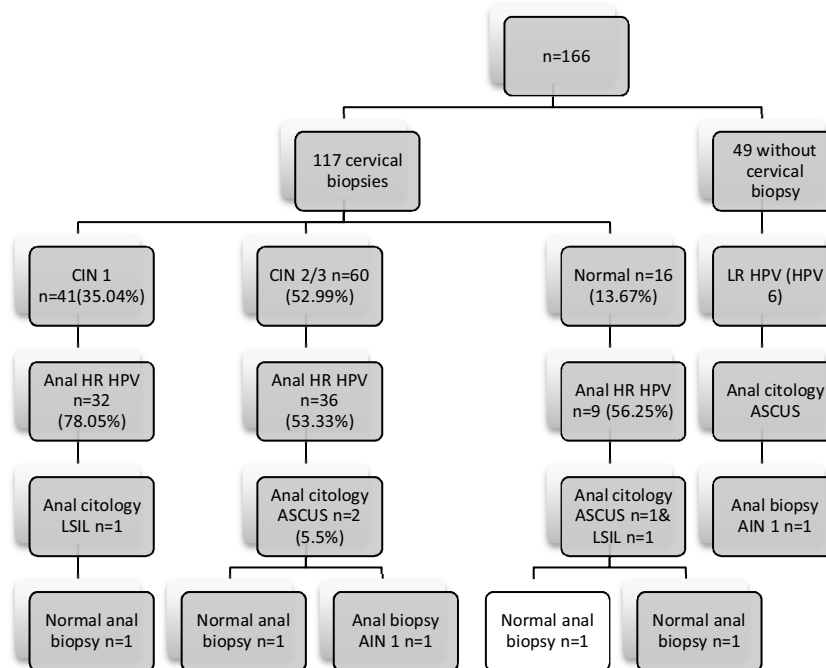 n=166
117 cervical
biopsies
49 without
cervical
biopsy
CIN 1
n=41(35.04%)
CIN 2/3 n=60
(52.99%)
Normal n=16
(13.67%)
LR HPV (HPV
6)
Anal HR HPV
n=32
(78.05%)
Anal HR HPV
n=36
(53.33%)
Anal HR HPV
n=9 (56.25%)
Anal citology
ASCUS
Anal citology
LSIL n=1
Anal citology
ASCUS n=2
(5.5%)
Anal citology
ASCUS n=1&
LSIL n=1
Anal biopsy
AIN 1 n=1
Normal anal
biopsy n=1
Normal anal
biopsy n=1
Anal biopsy
AIN 1 n=1
Normal anal
biopsy n=1
Normal anal
biopsy n=1